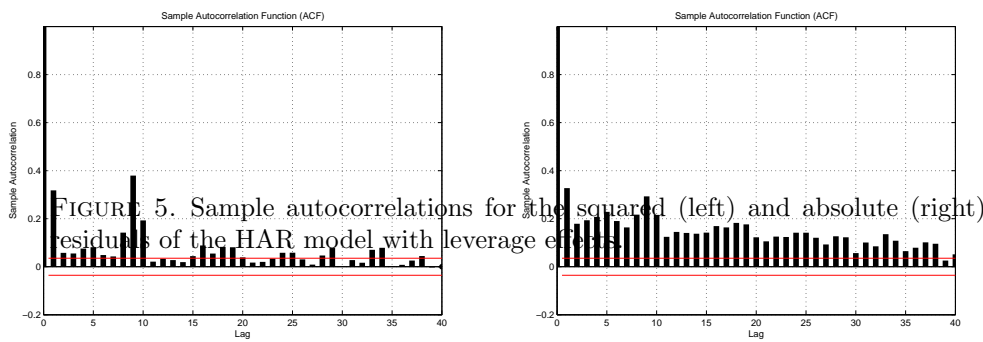 Sample Autocorrelation Function (ACF)
0.8
0.6
0.4
0.2
0
−0.2
Sample Autocorrelation
0 5 10 15 20 25 30 35 40
Lag
Sample Autocorrelation Function (ACF)
0.8
0.6
0.4
0.2
0
−0.2
Sample Autocorrelation
0 5 10 15 20 25 30 35 40
Lag
FIGURE 5. Sample autocorrelations for the squared (left) and absolute (right)
residuals of the HAR model with leverage effects.